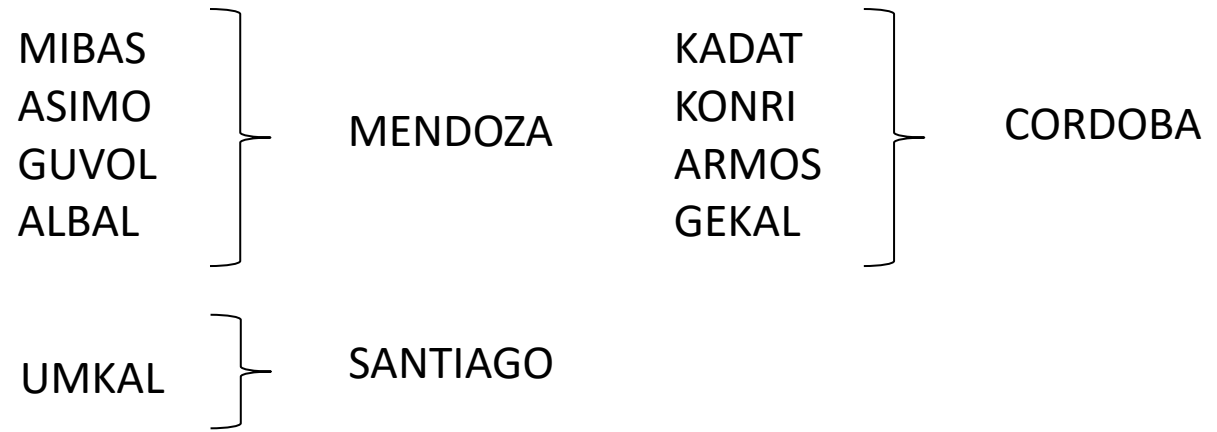 MIBAS
ASIMO
GUVOL
ALBAL
MENDOZA
KADAT
KONRI
ARMOS
GEKAL
CORDOBA
UMKAL
SANTIAGO